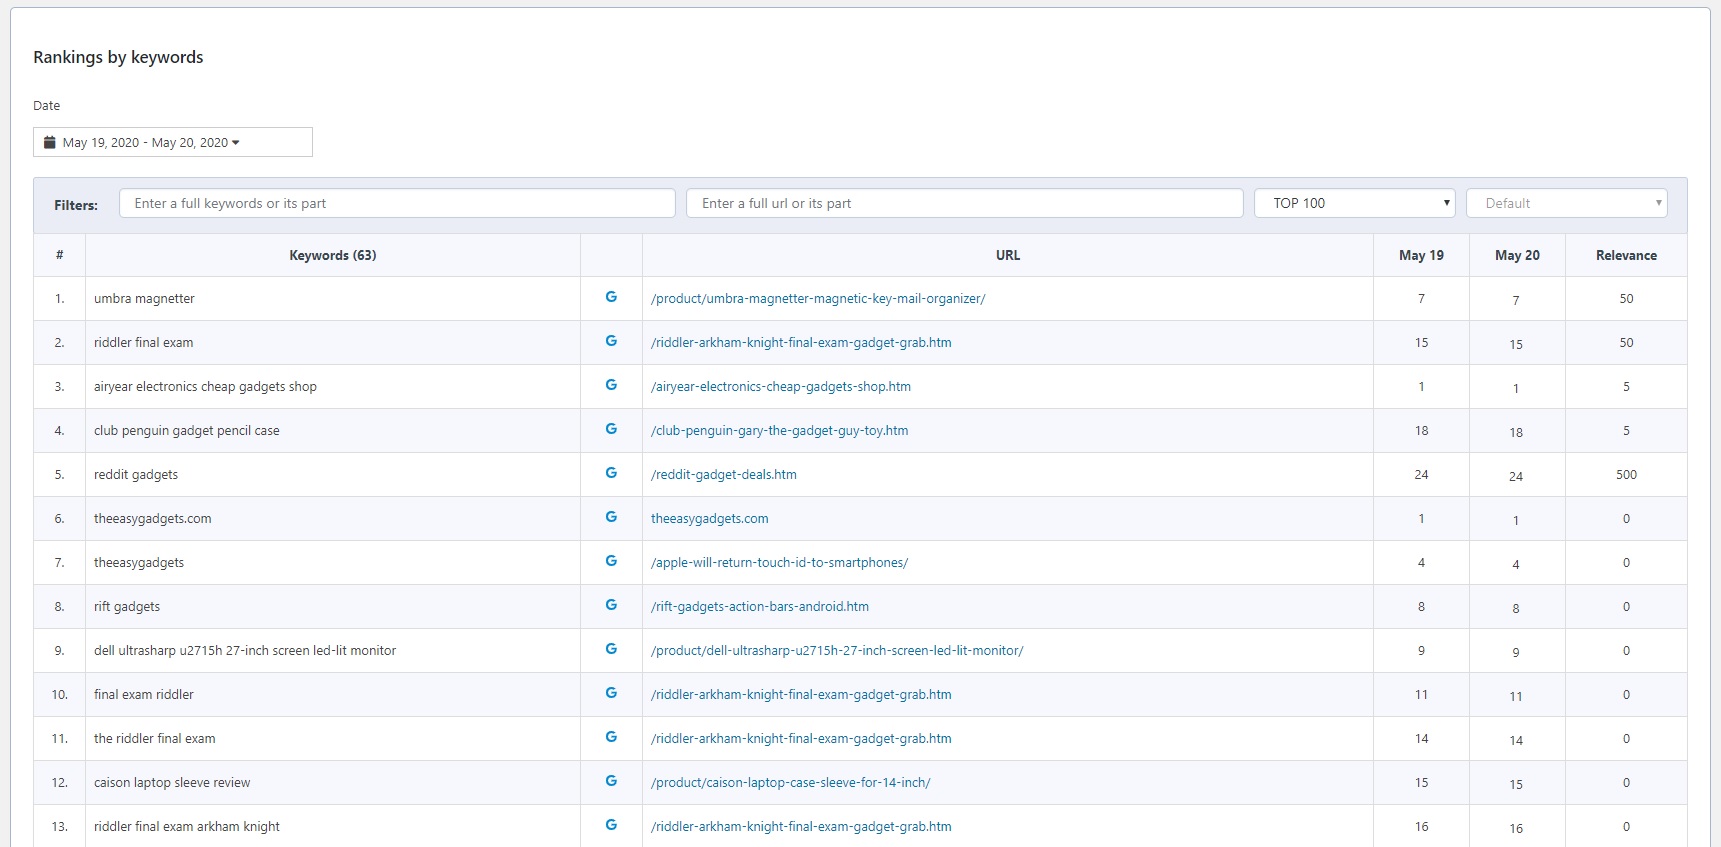 Rankings by keywords
Date
May 19, 2020 - May 20, 2020
Filters: Enter a full keywords or its part Enter a full url or its part TOP 100 Default
# Keywords (63) URL May 19 May 20 Relevance
1. umbra magnetter G /product/umbra-magnetter-magnetic-key-mail-organizer/ 7 7 50
2. riddler final exam G /riddler-arkham-knight-final-exam-gadget-grab.htm 15 15 50
3. airyear electronics cheap gadgets shop G /airyear-electronics-cheap-gadgets-shop.htm 1 1 5
4. club penguin gadget pencil case G /club-penguin-gary-the-gadget-guy-toy.htm 18 18 5
5. reddit gadgets G /reddit-gadget-deals.htm 24 24 500
6. theeasygadgets.com G theeasygadgets.com 1 1 0
7. theeasygadgets G /apple-will-return-touch-id-to-smartphones/ 4 4 0
8. rift gadgets G /rift-gadgets-action-bars-android.htm 8 8 0
9. dell ultrasharp u2715h 27-inch screen led-lit monitor G /product/dell-ultrasharp-u2715h-27-inch-screen-led-lit-monitor/ 9 9 0
10. final exam riddler G /riddler-arkham-knight-final-exam-gadget-grab.htm 11 11 0
11. the riddler final exam G /riddler-arkham-knight-final-exam-gadget-grab.htm 14 14 0
12. caison laptop sleeve review G /product/caison-laptop-case-sleeve-for-14-inch/ 15 15 0
13. riddler final exam arkham knight G /riddler-arkham-knight-final-exam-gadget-grab.htm 16 16 0